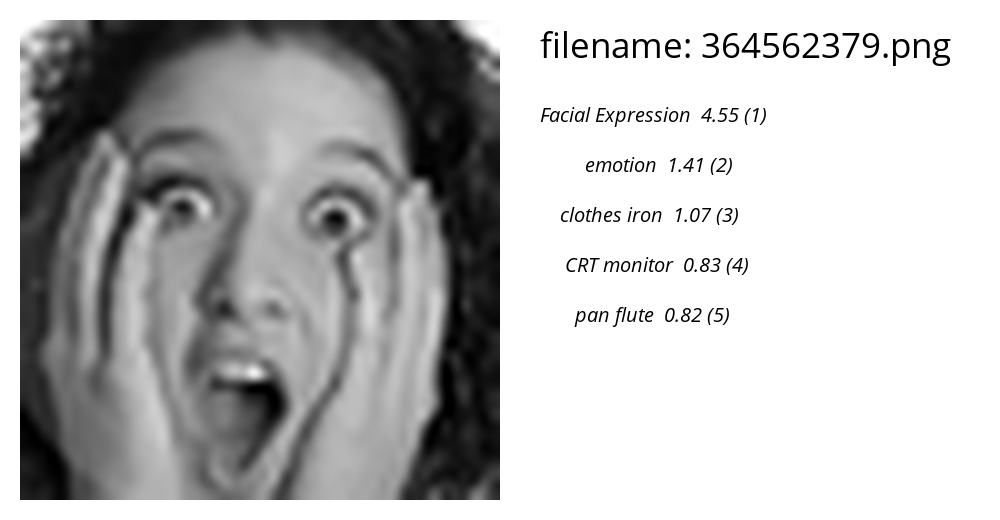 filename: 364562379.png
Facial Expression 4.55 (1)
emotion 1.41 (2)
clothes iron 1.07 (3)
CRT monitor 0.83 (4)
pan flute 0.82 (5)